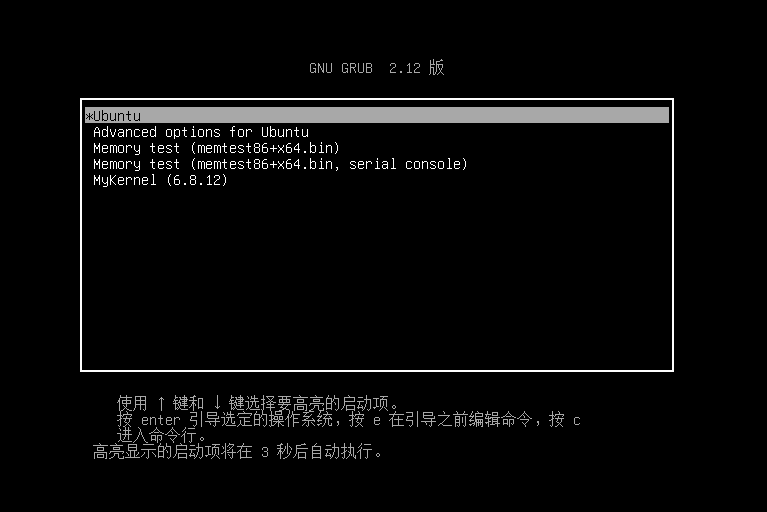 GNU GRUB  2.12 版
*Ubuntu
Advanced options for Ubuntu
Memory test (memtest86+x64.bin)
Memory test (memtest86+x64.bin, serial console)
MyKernel (6.8.12)
使用 ↑ 键和 ↓ 键选择要高亮的启动项。
按 enter 引导选定的操作系统，按 e 在引导之前编辑命令，按 c
进入命令行。
高亮显示的启动项将在 3 秒后自动执行。